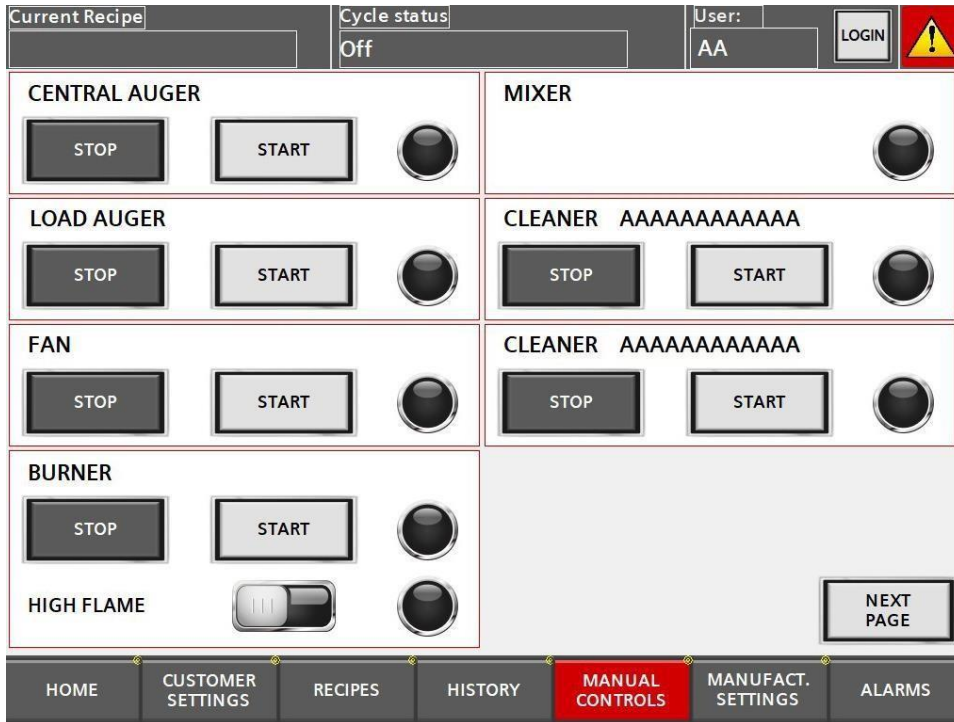 Current Recipe
Cycle status
Off
User:
AA
LOGIN
CENTRAL AUGER
STOP
START
MIXER
LOAD AUGER
STOP
START
CLEANER AAAAAAAAAAAA
STOP
START
FAN
STOP
START
CLEANER AAAAAAAAAAAA
STOP
START
BURNER
STOP
START
HIGH FLAME
NEXT
PAGE
HOME
CUSTOMER
SETTINGS
RECIPES
HISTORY
MANUAL
CONTROLS
MANUFACT.
SETTINGS
ALARMS